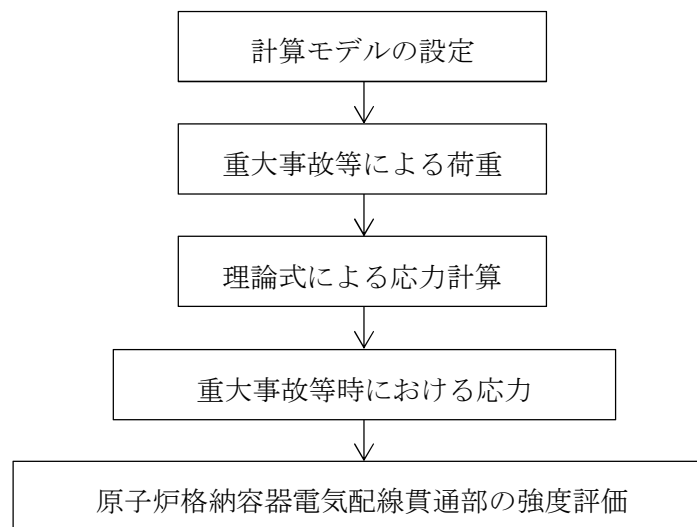 計算モデルの設定
重大事故等による荷重
理論式による応力計算
重大事故等時における応力
原子炉格納容器電気配線貫通部の強度評価